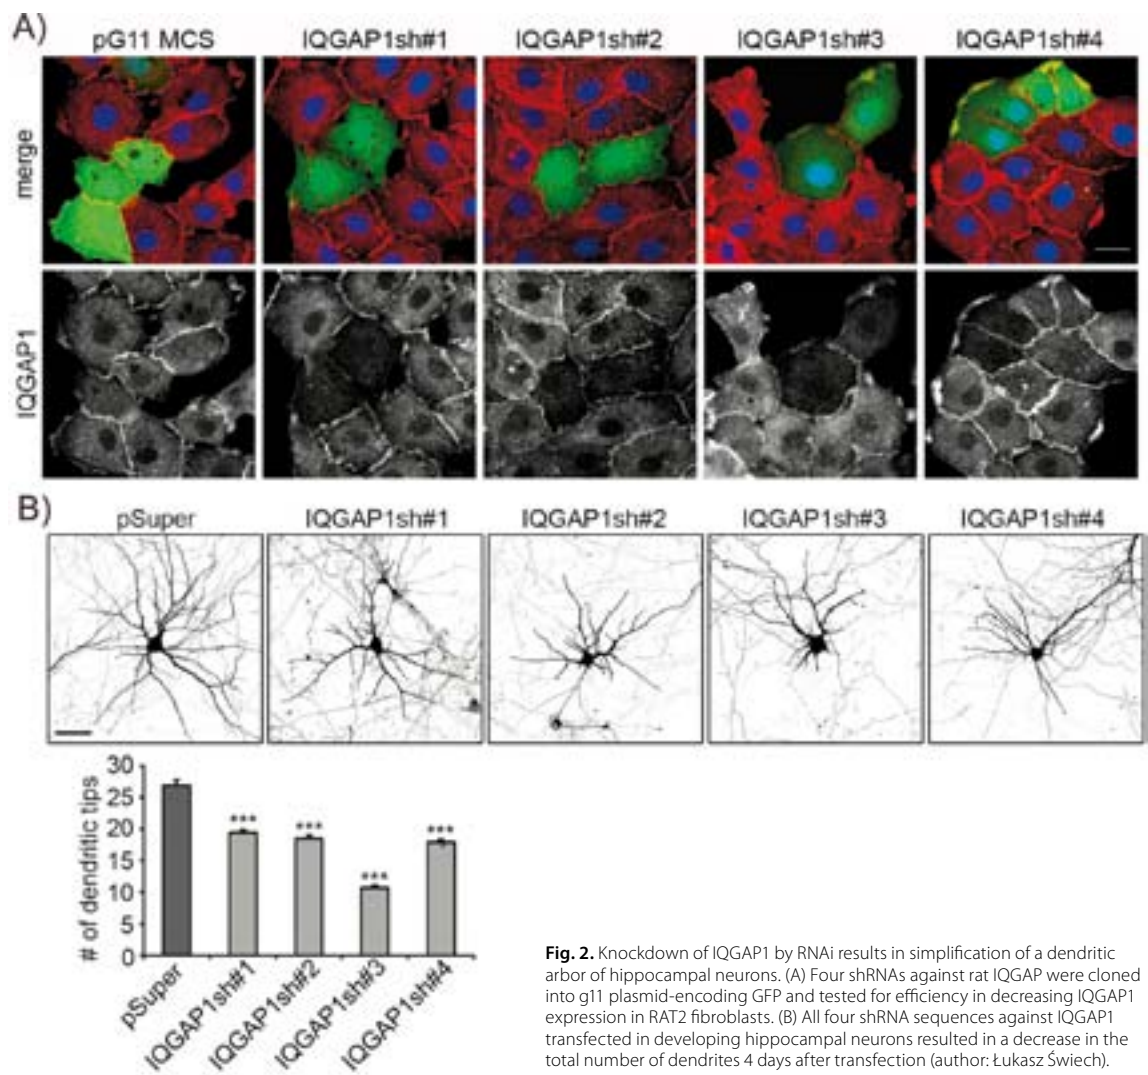 A)
pG11 MCS IQGAP1sh#1 IQGAP1sh#2 IQGAP1sh#3 IQGAP1sh#4
merge
IQGAP1
B)
pSuper IQGAP1sh#1 IQGAP1sh#2 IQGAP1sh#3 IQGAP1sh#4
# of dendritic tips
30
25
20
15
10
5
0
*** *** *** ***
pSuper IQGAP1sh#1 IQGAP1sh#2 IQGAP1sh#3 IQGAP1sh#4
Fig. 2. Knockdown of IQGAP1 by RNAi results in simplification of a dendritic
arbor of hippocampal neurons. (A) Four shRNAs against rat IQGAP were cloned
into g11 plasmid-encoding GFP and tested for efficiency in decreasing IQGAP1
expression in RAT2 fibroblasts. (B) All four shRNA sequences against IQGAP1
transfected in developing hippocampal neurons resulted in a decrease in the
total number of dendrites 4 days after transfection (author: Łukasz Świech).